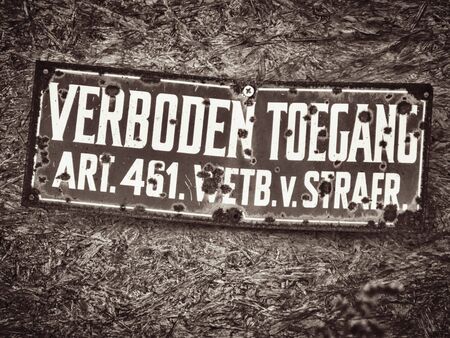 VERBODEN TOEGANG
ART. 461. WETB. v. STRAFR.